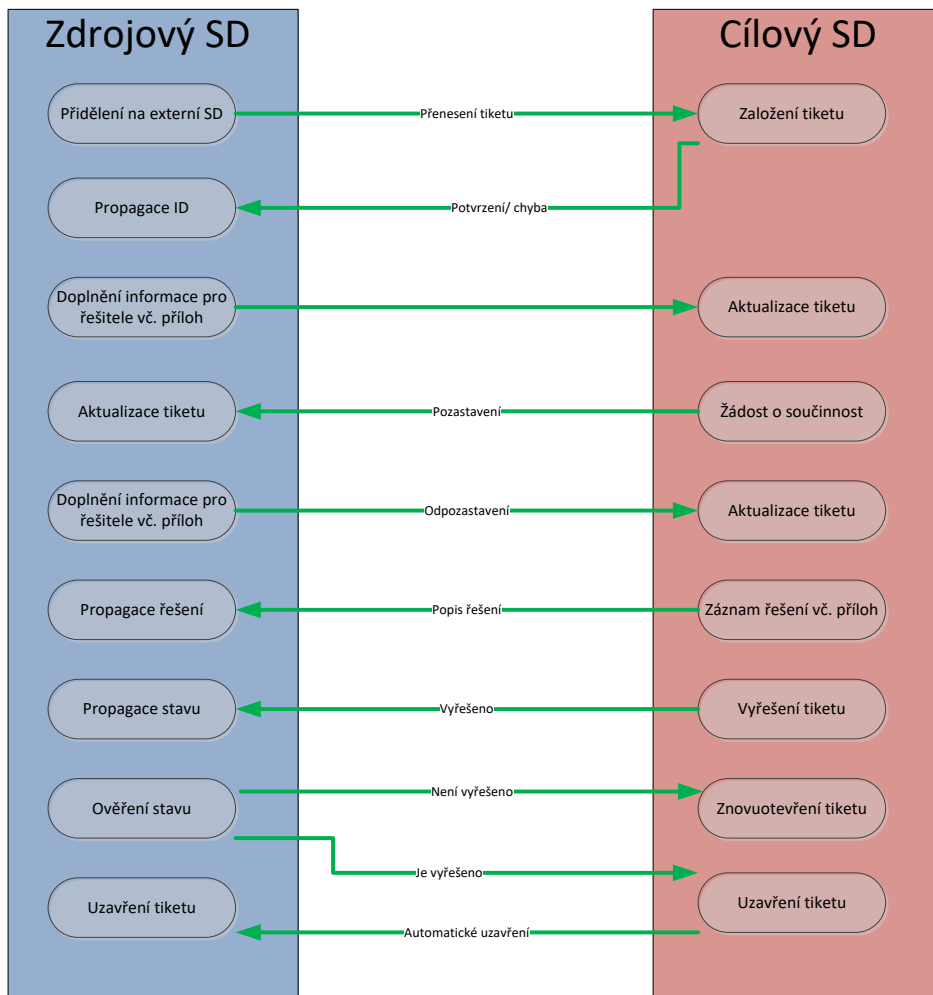 Zdrojový SD
Cílový SD
Přidělení na externí SD
Přenesení tiketu
Založení tiketu
Propagace ID
Potvrzení/ chyba
Doplnění informace pro
řešitele vč. příloh
Aktualizace tiketu
Aktualizace tiketu
Pozastavení
Žádost o součinnost
Doplnění informace pro
řešitele vč. příloh
Odpozastavení
Aktualizace tiketu
Propagace řešení
Popis řešení
Záznam řešení vč. příloh
Propagace stavu
Vyřešeno
Vyřešení tiketu
Ověření stavu
Není vyřešeno
Znovuotevření tiketu
Je vyřešeno
Uzavření tiketu
Uzavření tiketu
Automatické uzavření